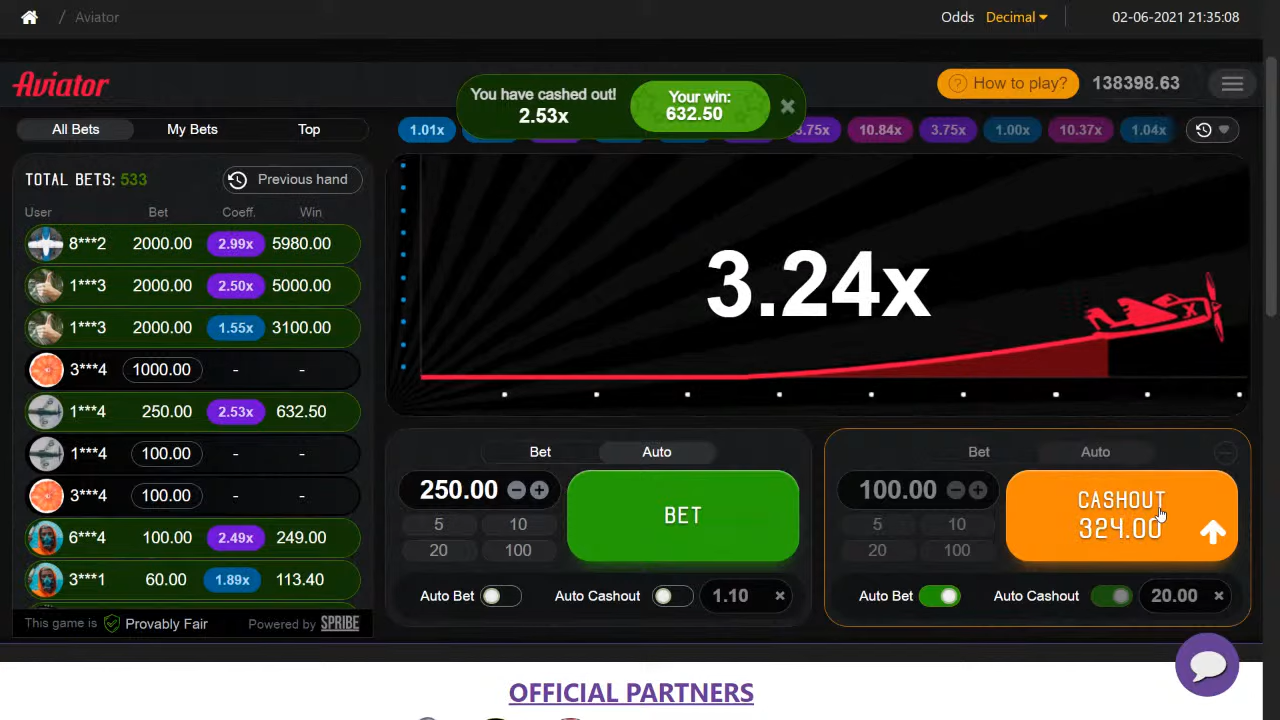 / Aviator
Odds Decimal 02-06-2021 21:35:08
Aviator
You have cashed out!
2.53x
Your win:
632.50
×
? How to play?
138398.63
All Bets My Bets Top
1.01x 3.75x 10.84x 3.75x 1.00x 10.37x 1.04x
TOTAL BETS: 533
Previous hand
User Bet Coeff. Win
8***2 2000.00 2.99x 5980.00
1***3 2000.00 2.50x 5000.00
1***3 2000.00 1.55x 3100.00
3***4 1000.00 - -
1***4 250.00 2.53x 632.50
1***4 100.00 - -
3***4 100.00 - -
6***4 100.00 2.49x 249.00
3***1 60.00 1.89x 113.40
This game is Provably Fair Powered by SPRIBE
3.24x
X
Bet Auto
250.00
5 10
20 100
BET
Auto Bet Auto Cashout 1.10 ×
Bet Auto
100.00
5 10
20 100
CASHOUT
324.00
Auto Bet Auto Cashout 20.00 ×
OFFICIAL PARTNERS